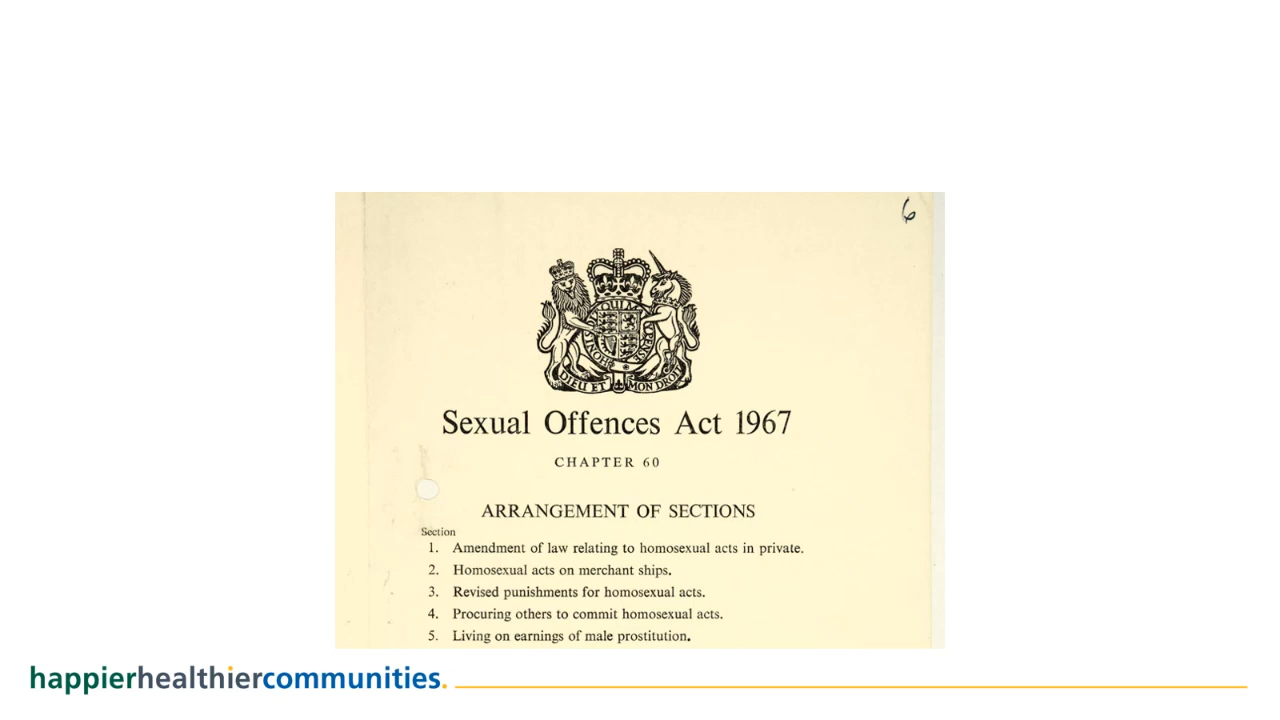 6
Sexual Offences Act 1967
CHAPTER 60
ARRANGEMENT OF SECTIONS
Section
1. Amendment of law relating to homosexual acts in private.
2. Homosexual acts on merchant ships.
3. Revised punishments for homosexual acts.
4. Procuring others to commit homosexual acts.
5. Living on earnings of male prostitution.
DIEU ET MON DROIT
happierhealthiercommunities.